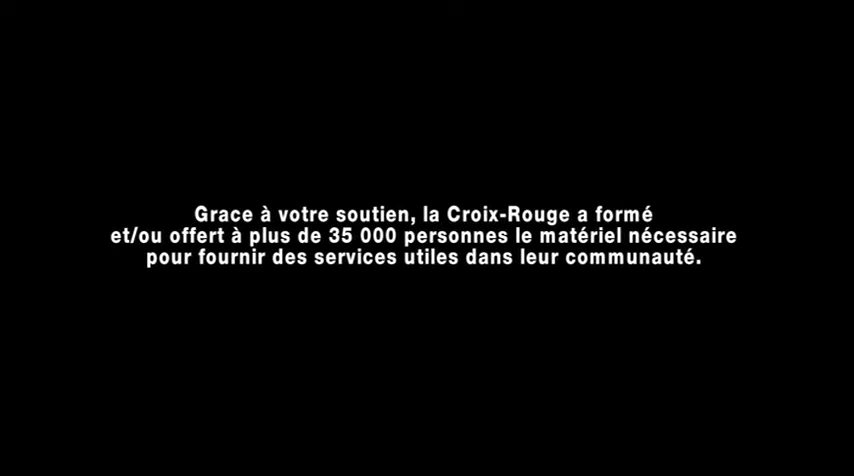 Grace à votre soutien, la Croix-Rouge a formé
et/ou offert à plus de 35 000 personnes le matériel nécessaire
pour fournir des services utiles dans leur communauté.